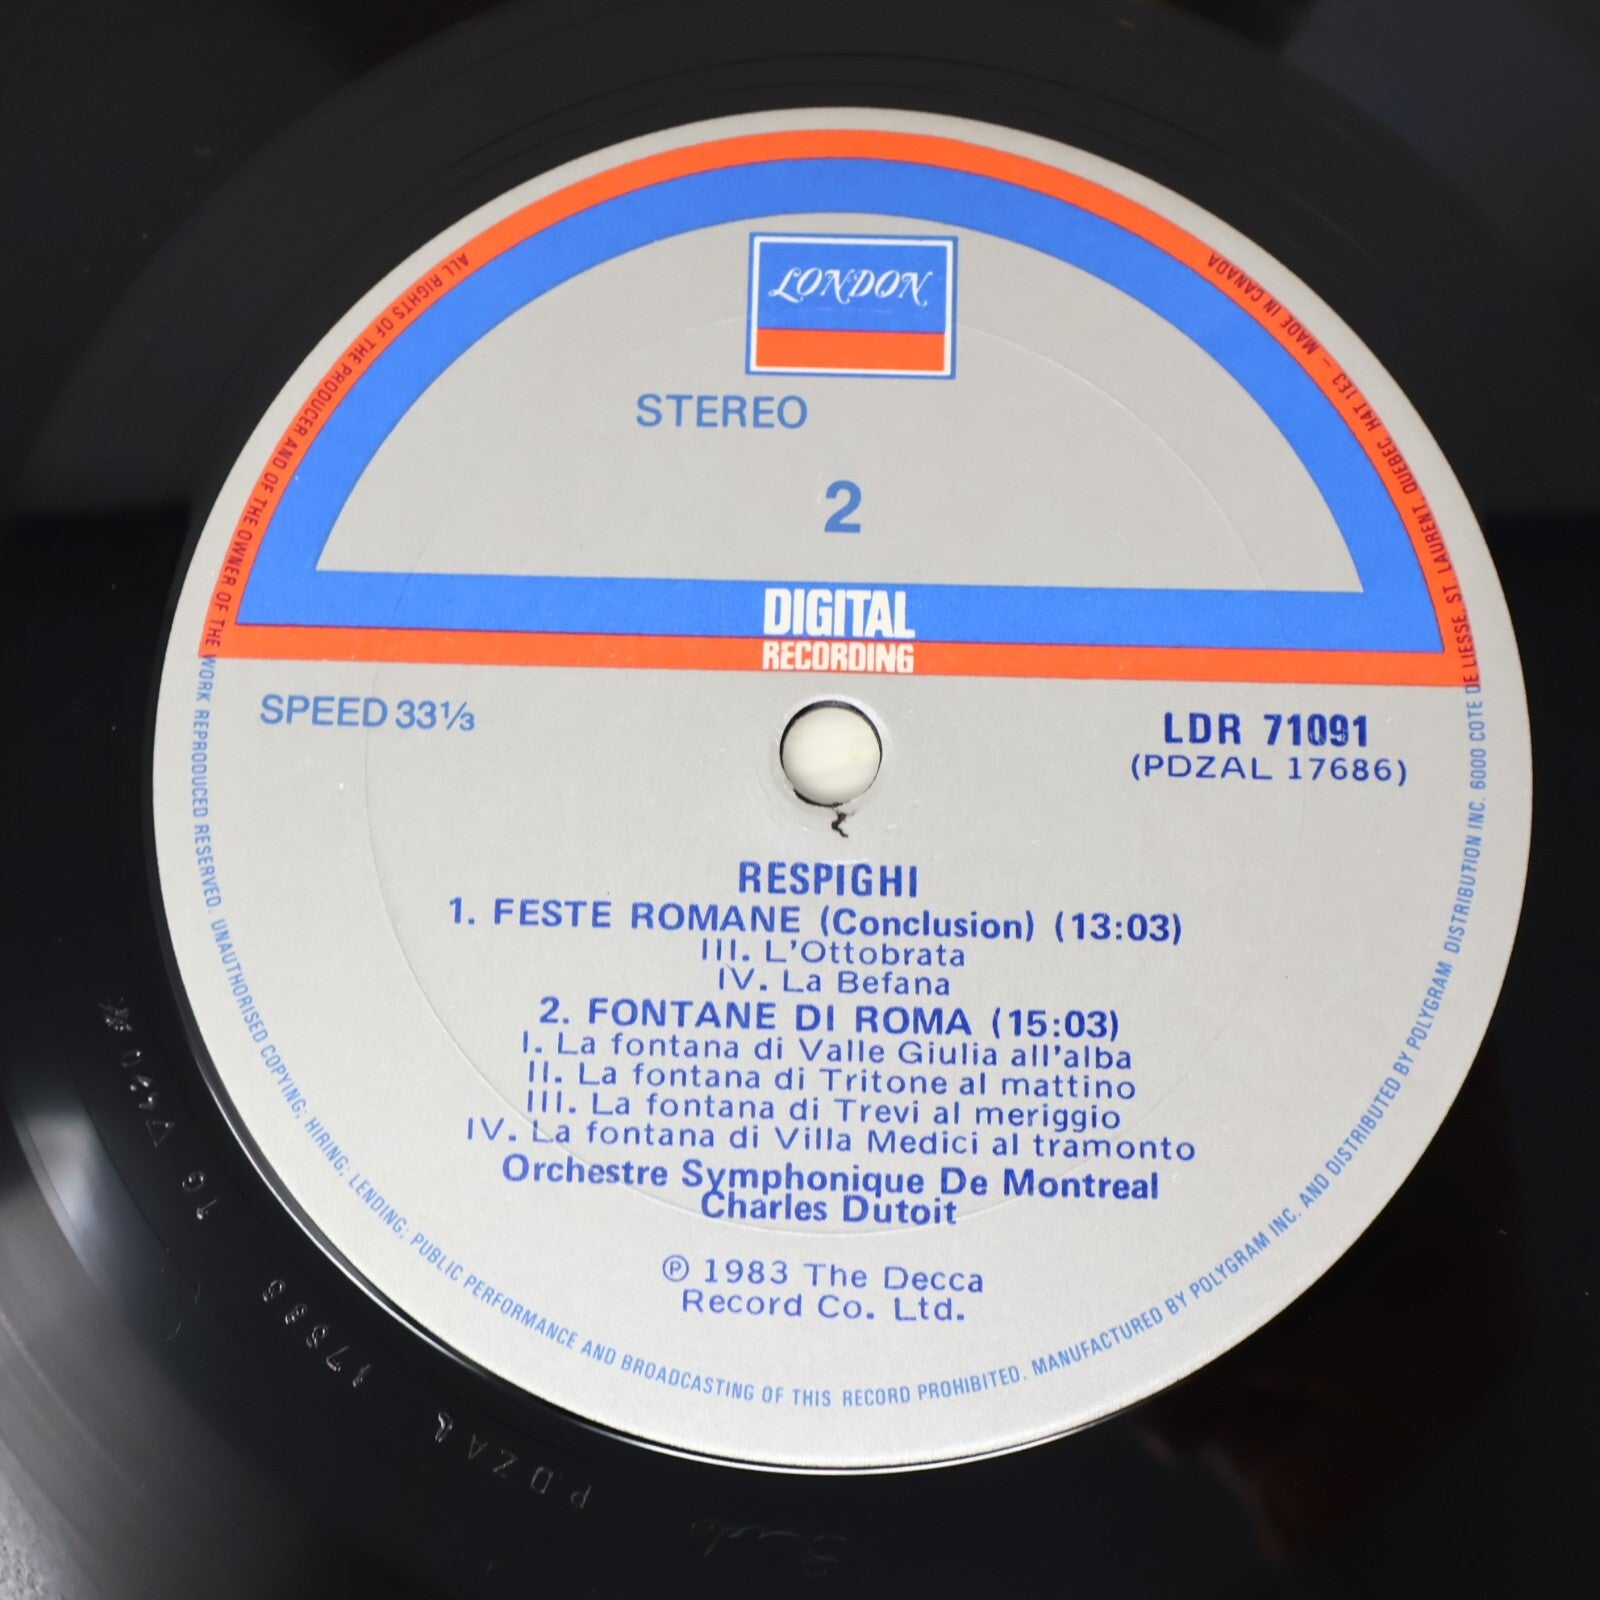 LONDON
STEREO
2
DIGITAL
RECORDING
SPEED 33⅓
LDR 71091
(PDZAL 17686)
RESPIGHI
1. FESTE ROMANE (Conclusion) (13:03)
III. L'Ottobrata
IV. La Befana
2. FONTANE DI ROMA (15:03)
I. La fontana di Valle Giulia all'alba
II. La fontana di Tritone al mattino
III. La fontana di Trevi al meriggio
IV. La fontana di Villa Medici al tramonto
Orchestre Symphonique De Montreal
Charles Dutoit
℗ 1983 The Decca
Record Co. Ltd.
ALL RIGHTS OF THE PRODUCER AND OF THE OWNER OF THE WORK REPRODUCED RESERVED. UNAUTHORISED COPYING; HIRING; LENDING; PUBLIC PERFORMANCE AND BROADCASTING OF THIS RECORD PROHIBITED. MANUFACTURED BY POLYGRAM INC. AND DISTRIBUTED BY POLYGRAM DISTRIBUTION INC. 6000 COTE DE LIESSE, ST. LAURENT, QUEBEC, H4T 1E3 – MADE IN CANADA
PDZAL